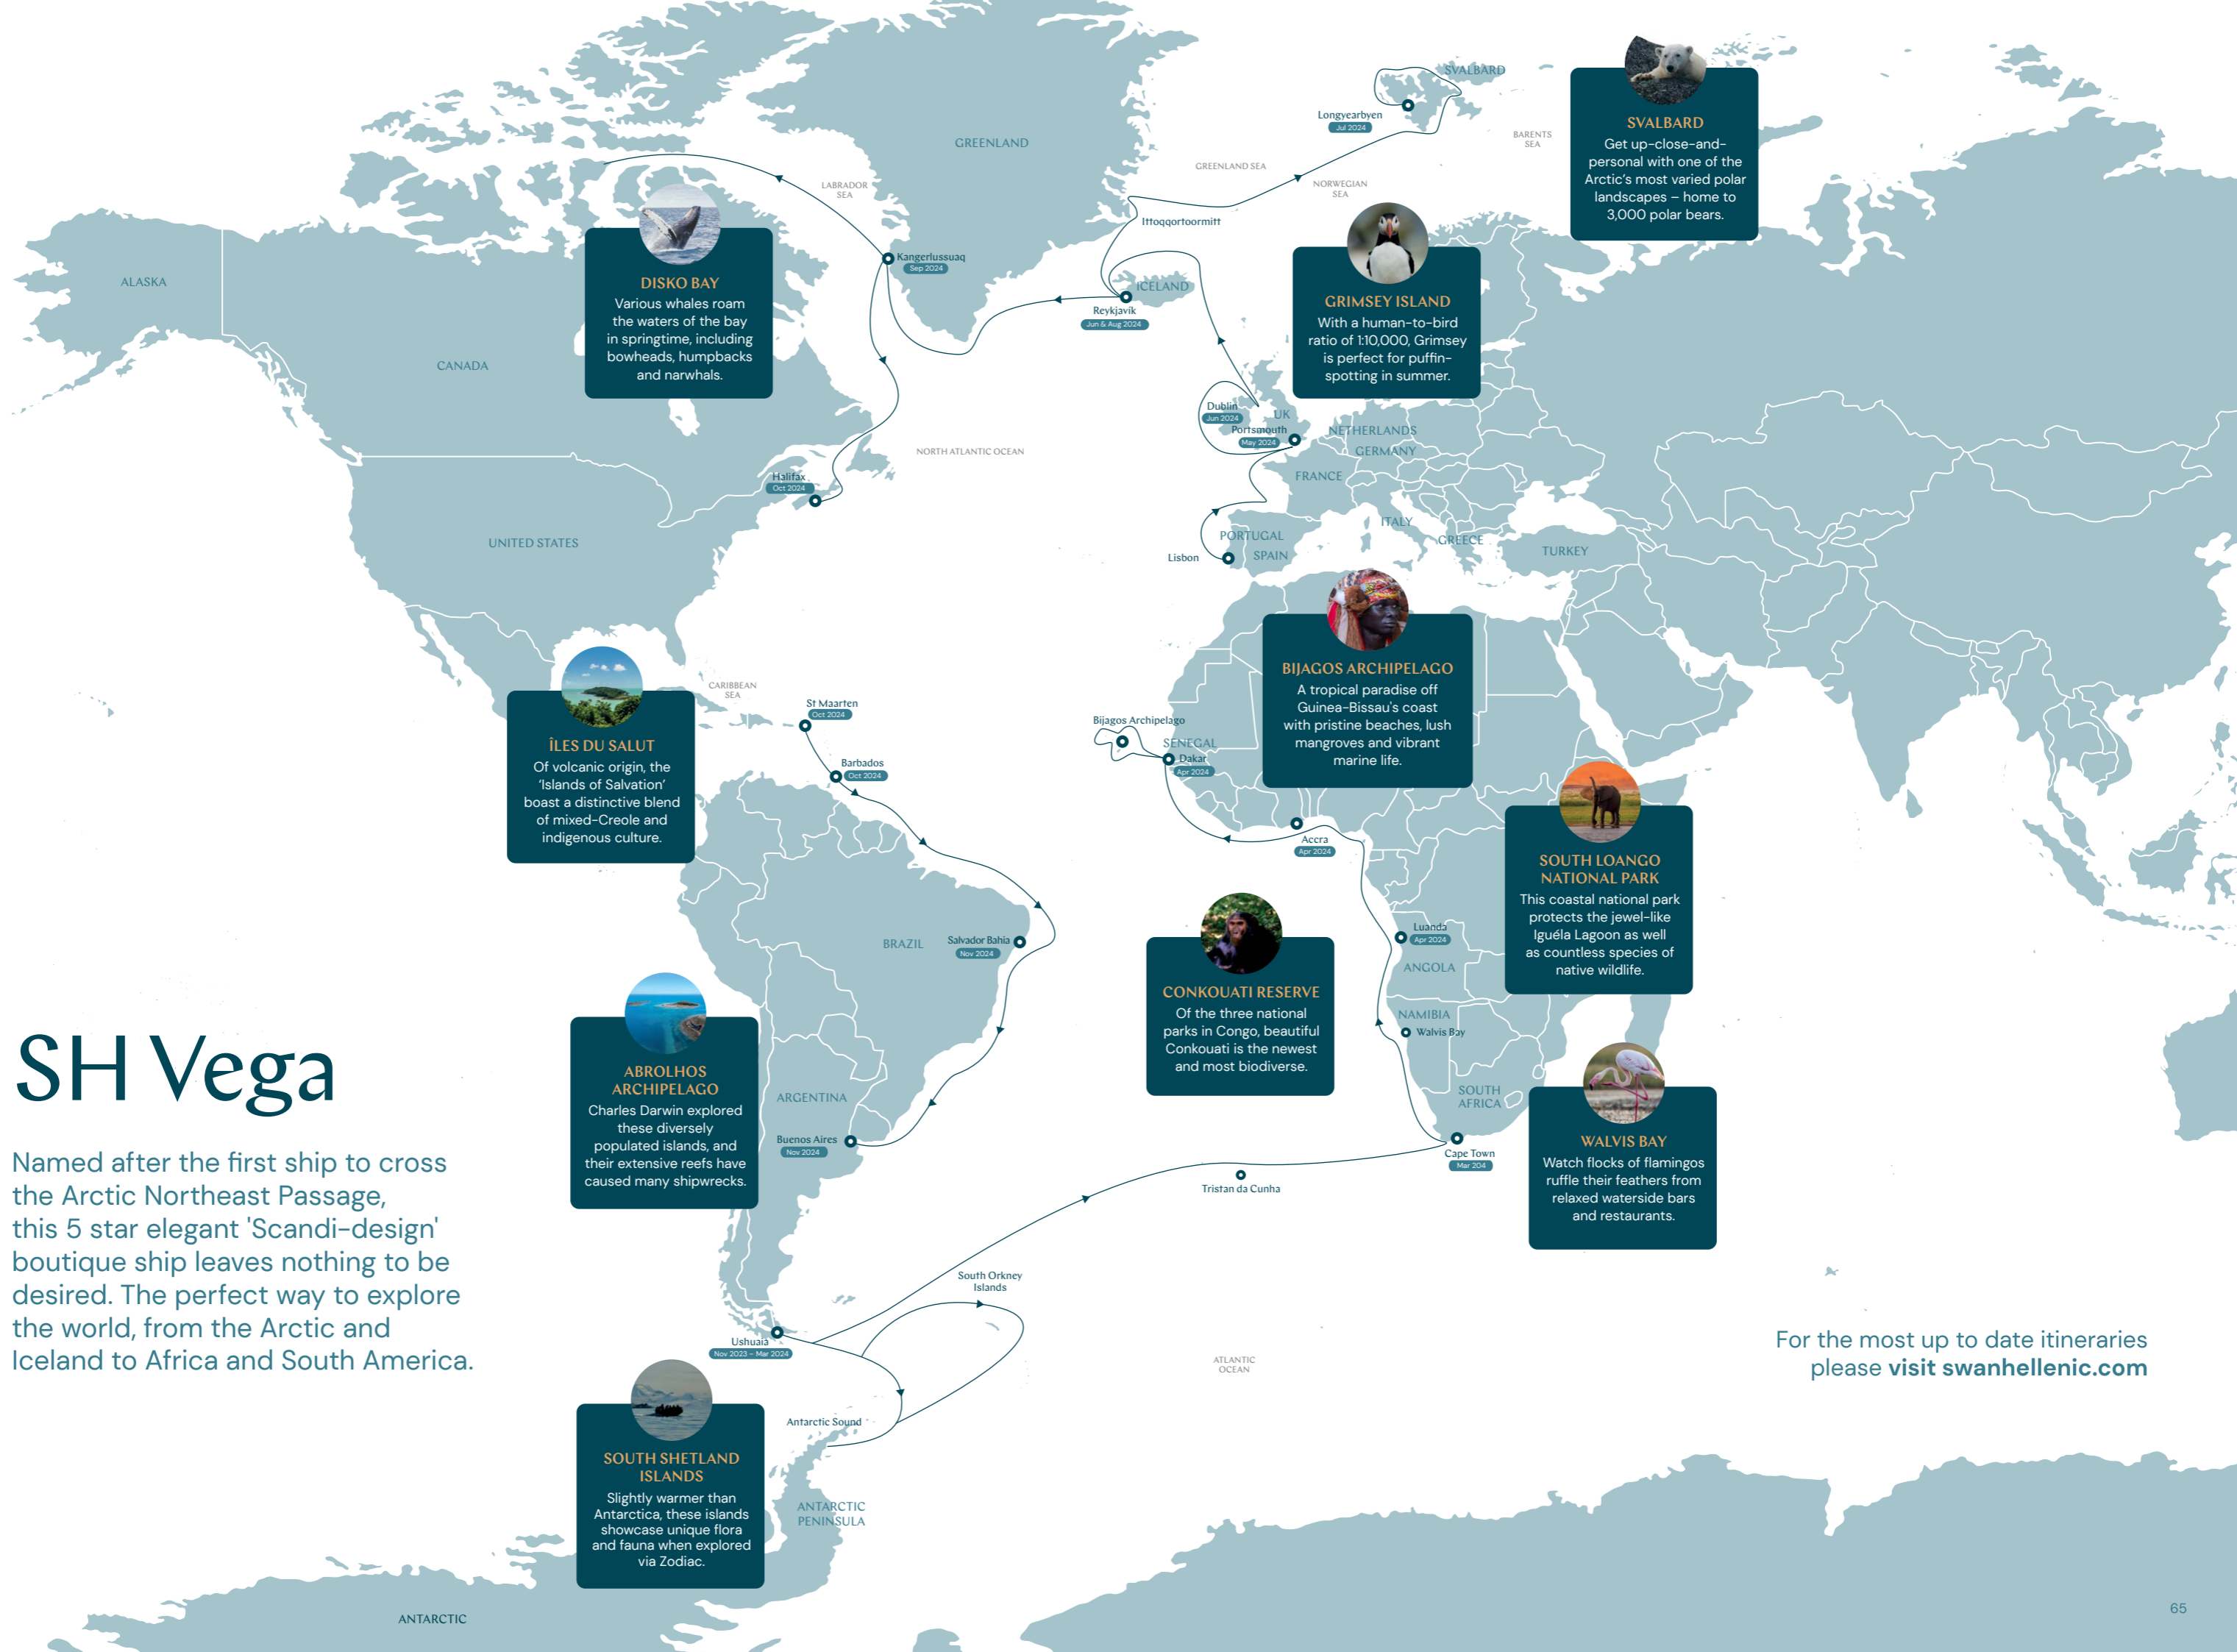 SVALBARD
Longyearbyen
Jul 2024
BARENTS
SEA
GREENLAND
GREENLAND SEA
NORWEGIAN
SEA
LABRADOR
SEA
Ittoqqortoormitt
Kangerlussuaq
Sep 2024
ICELAND
Reykjavik
Jun & Aug 2024
ALASKA
CANADA
SVALBARD
Get up-close-and-
personal with one of the
Arctic's most varied polar
landscapes – home to
3,000 polar bears.
DISKO BAY
Various whales roam
the waters of the bay
in springtime, including
bowheads, humpbacks
and narwhals.
GRIMSEY ISLAND
With a human-to-bird
ratio of 1:10,000, Grimsey
is perfect for puffin-
spotting in summer.
Dublin
Jun 2024
UK
Portsmouth
May 2024
NETHERLANDS
GERMANY
FRANCE
NORTH ATLANTIC OCEAN
Halifax
Oct 2024
ITALY
PORTUGAL
GREECE
SPAIN
TURKEY
Lisbon
UNITED STATES
BIJAGOS ARCHIPELAGO
A tropical paradise off
Guinea-Bissau's coast
with pristine beaches, lush
mangroves and vibrant
marine life.
CARIBBEAN
SEA
St Maarten
Oct 2024
Barbados
Oct 2024
Bijagos Archipelago
SENEGAL
Dakar
Apr 2024
ÎLES DU SALUT
Of volcanic origin, the
'Islands of Salvation'
boast a distinctive blend
of mixed-Creole and
indigenous culture.
Accra
Apr 2024
SOUTH LOANGO
NATIONAL PARK
This coastal national park
protects the jewel-like
Iguéla Lagoon as well
as countless species of
native wildlife.
BRAZIL
Salvador Bahia
Nov 2024
Luanda
Apr 2024
ANGOLA
CONKOUATI RESERVE
Of the three national
parks in Congo, beautiful
Conkouati is the newest
and most biodiverse.
NAMIBIA
Walvis Bay
SOUTH
AFRICA
ABROLHOS
ARCHIPELAGO
Charles Darwin explored
these diversely
populated islands, and
their extensive reefs have
caused many shipwrecks.
ARGENTINA
Buenos Aires
Nov 2024
Cape Town
Mar 204
Tristan da Cunha
WALVIS BAY
Watch flocks of flamingos
ruffle their feathers from
relaxed waterside bars
and restaurants.
SH Vega
Named after the first ship to cross
the Arctic Northeast Passage,
this 5 star elegant 'Scandi-design'
boutique ship leaves nothing to be
desired. The perfect way to explore
the world, from the Arctic and
Iceland to Africa and South America.
South Orkney
Islands
Ushuaia
Nov 2023 – Mar 2024
ATLANTIC
OCEAN
For the most up to date itineraries
please visit swanhellenic.com
Antarctic Sound
SOUTH SHETLAND
ISLANDS
Slightly warmer than
Antarctica, these islands
showcase unique flora
and fauna when explored
via Zodiac.
ANTARCTIC
PENINSULA
ANTARCTIC
65